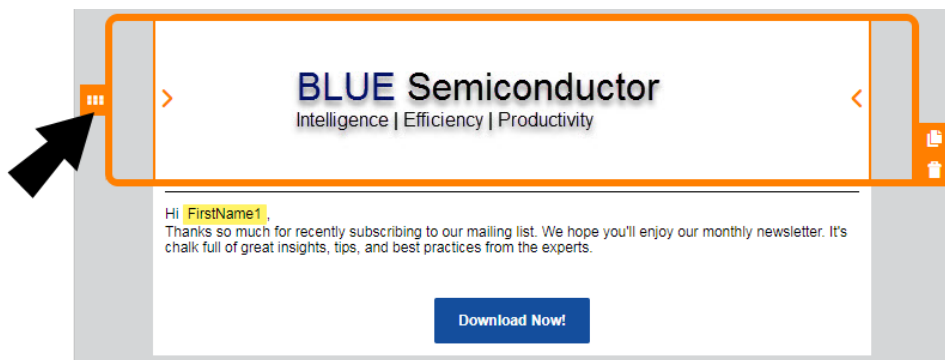 BLUE Semiconductor
Intelligence | Efficiency | Productivity
Hi FirstName1 ,
Thanks so much for recently subscribing to our mailing list. We hope you'll enjoy our monthly newsletter. It's
chalk full of great insights, tips, and best practices from the experts.
Download Now!